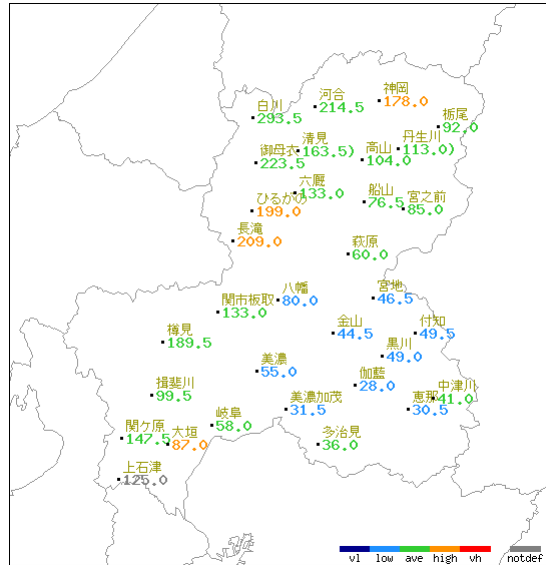 神岡
178.0
河合
214.5
白川
293.5
栃尾
92.0
清見
163.5)
丹生川
113.0)
御母衣
223.5
高山
104.0
六厩
133.0
船山
76.5
宮之前
85.0
ひるがの
199.0
長滝
209.0
萩原
60.0
八幡
80.0
宮地
46.5
関市板取
133.0
金山
44.5
付知
49.5
樽見
189.5
黒川
49.0
美濃
55.0
伽藍
28.0
揖斐川
99.5
中津川
41.0
美濃加茂
31.5
恵那
30.5
岐阜
58.0
関ケ原
147.5
大垣
87.0
多治見
36.0
上石津
125.0
vl low ave high vh notdef